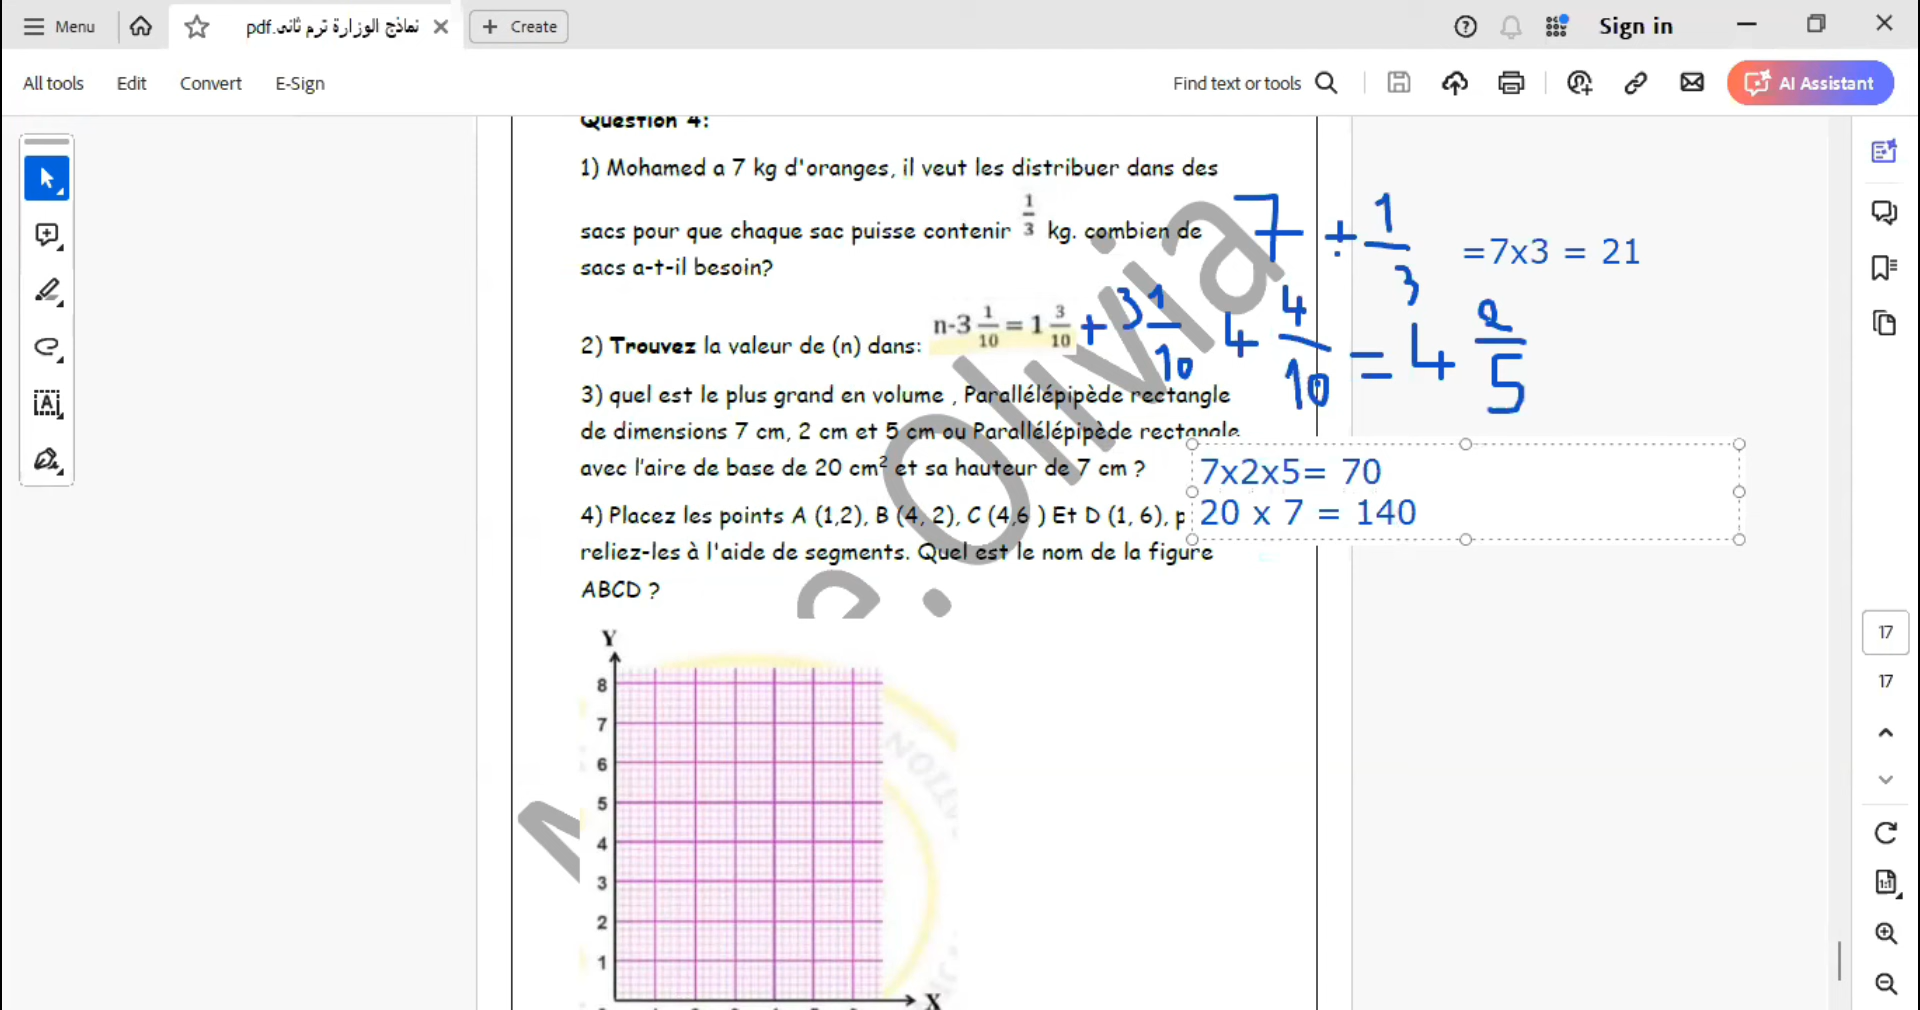 Menu
نماذج الوزارة ترم ثانى.pdf
Create
Sign in
All tools
Edit
Convert
E-Sign
Find text or tools
AI Assistant
Question 4:
1) Mohamed a 7 kg d'oranges, il veut les distribuer dans des
sacs pour que chaque sac puisse contenir 1/3 kg. combien de
sacs a-t-il besoin?
7 ÷ 1/3 =7x3 = 21
2) Trouvez la valeur de (n) dans: n-3 1/10 = 1 3/10 + 3 1/10 4 4/10 = 4 2/5
3) quel est le plus grand en volume , Parallélépipède rectangle
de dimensions 7 cm, 2 cm et 5 cm ou Parallélépipède rectangle
avec l'aire de base de 20 cm² et sa hauteur de 7 cm ?
7x2x5= 70
20 x 7 = 140
4) Placez les points A (1,2), B (4, 2), C (4,6 ) Et D (1, 6), p
reliez-les à l'aide de segments. Quel est le nom de la figure
ABCD ?
Y
8
7
6
5
4
3
2
1
X
Olivia
17
17